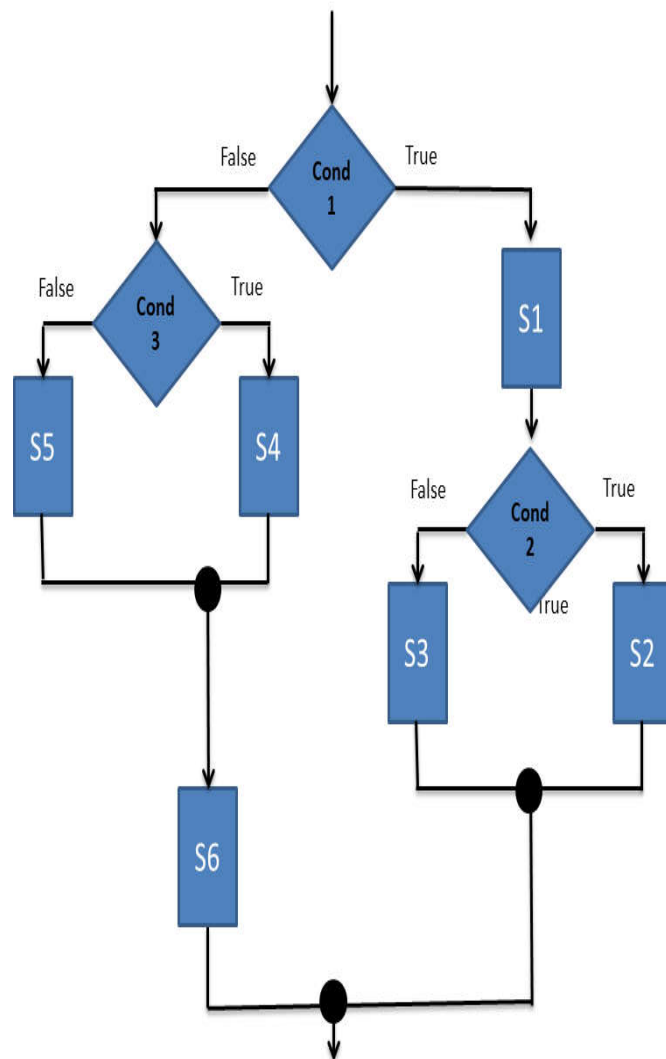 False
True
Cond
1
False
True
Cond
3
S1
S5
S4
False
True
Cond
2
True
S3
S2
S6